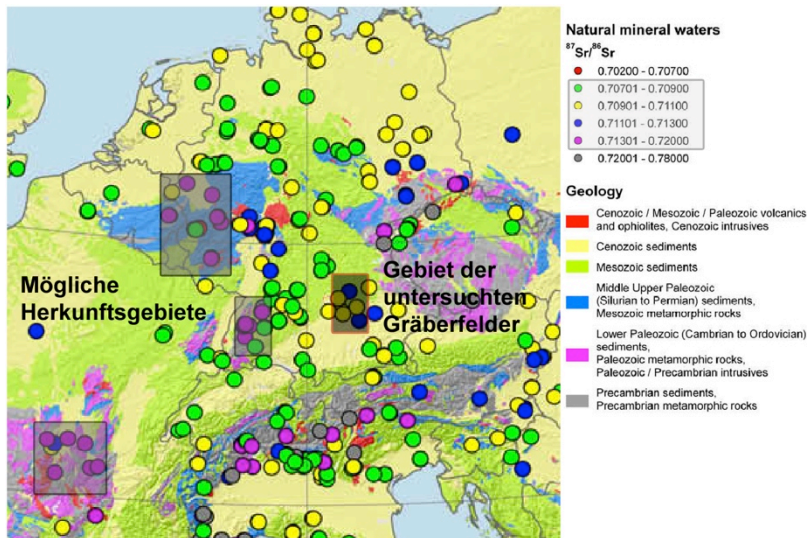 Mögliche
Herkunftsgebiete
Gebiet der
untersuchten
Gräberfelder
Natural mineral waters
⁸⁷Sr/⁸⁶Sr
0.70200 - 0.70700
0.70701 - 0.70900
0.70901 - 0.71100
0.71101 - 0.71300
0.71301 - 0.72000
0.72001 - 0.78000
Geology
Cenozoic / Mesozoic / Paleozoic volcanics
and ophiolites, Cenozoic intrusives
Cenozoic sediments
Mesozoic sediments
Middle Upper Paleozoic
(Silurian to Permian) sediments,
Mesozoic metamorphic rocks
Lower Paleozoic (Cambrian to Ordovician)
sediments,
Paleozoic metamorphic rocks,
Paleozoic / Precambrian intrusives
Precambrian sediments,
Precambrian metamorphic rocks